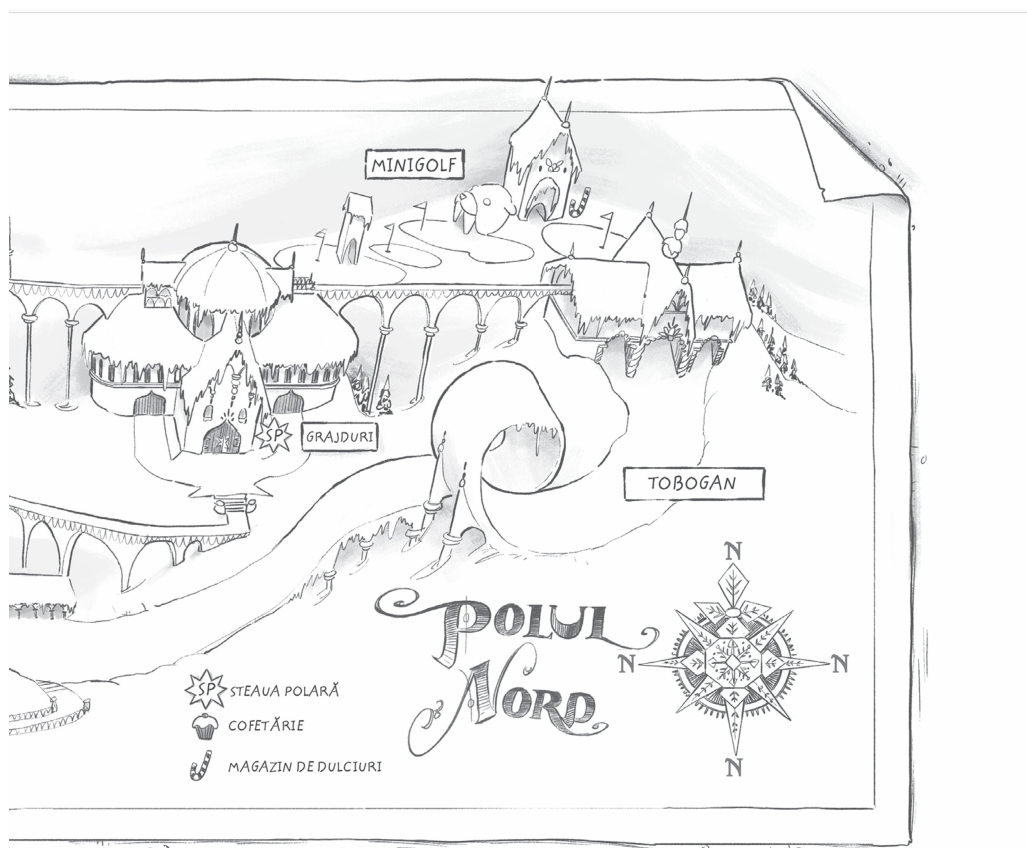 MINIGOLF
SP
GRAJDURI
TOBOGAN
N
POLUL
N N
SP STEAUA POLARĂ
NORD
COFETĂRIE
MAGAZIN DE DULCIURI
N